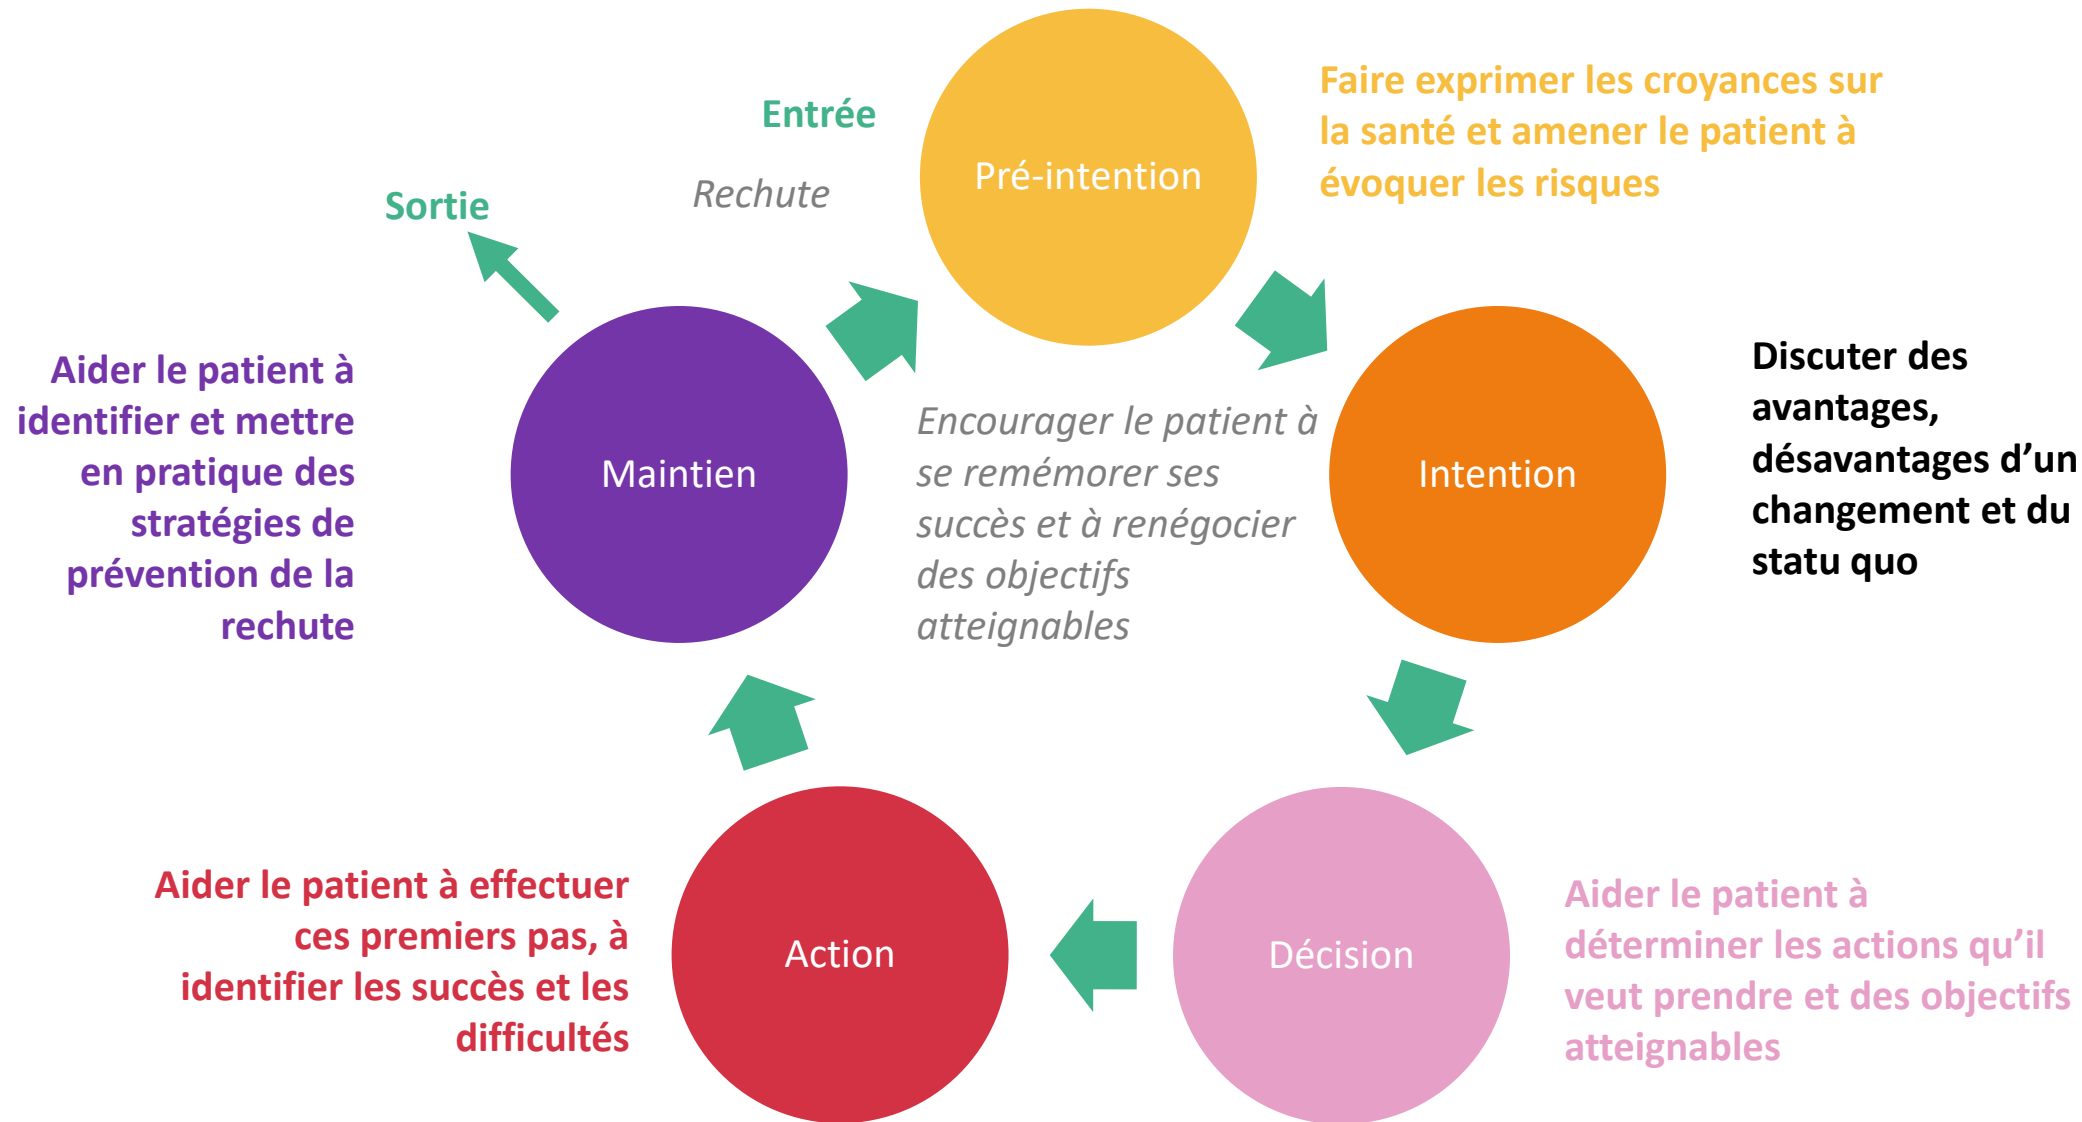 Entrée
Rechute
Sortie
Pré-intention
Faire exprimer les croyances sur
la santé et amener le patient à
évoquer les risques
Intention
Discuter des
avantages,
désavantages d’un
changement et du
statu quo
Décision
Aider le patient à
déterminer les actions qu’il
veut prendre et des objectifs
atteignables
Action
Aider le patient à effectuer
ces premiers pas, à
identifier les succès et les
difficultés
Maintien
Aider le patient à
identifier et mettre
en pratique des
stratégies de
prévention de la
rechute
Encourager le patient à
se remémorer ses
succès et à renégocier
des objectifs
atteignables